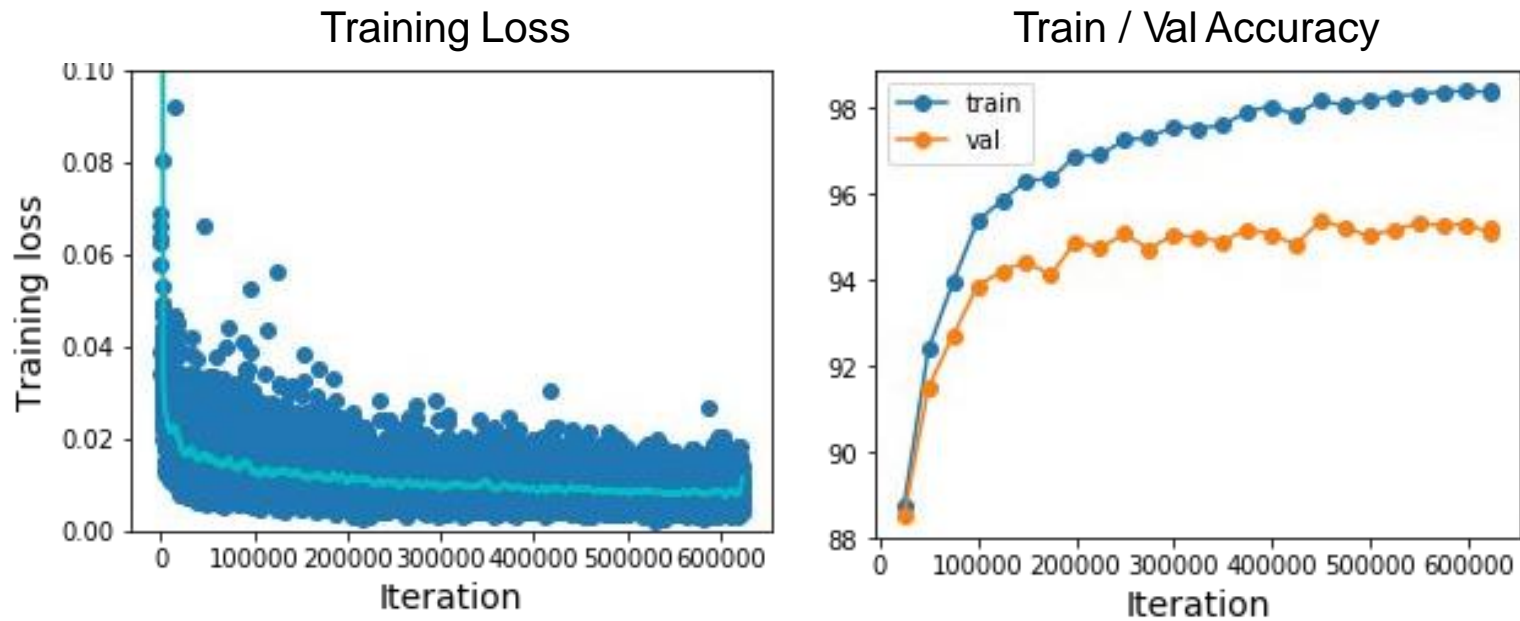 Training Loss
Training loss
0.10
0.08
0.06
0.04
0.02
0.00
0 100000 200000 300000 400000 500000 600000
Iteration
Train / Val Accuracy
train
val
98
96
94
92
90
88
0 100000 200000 300000 400000 500000 600000
Iteration